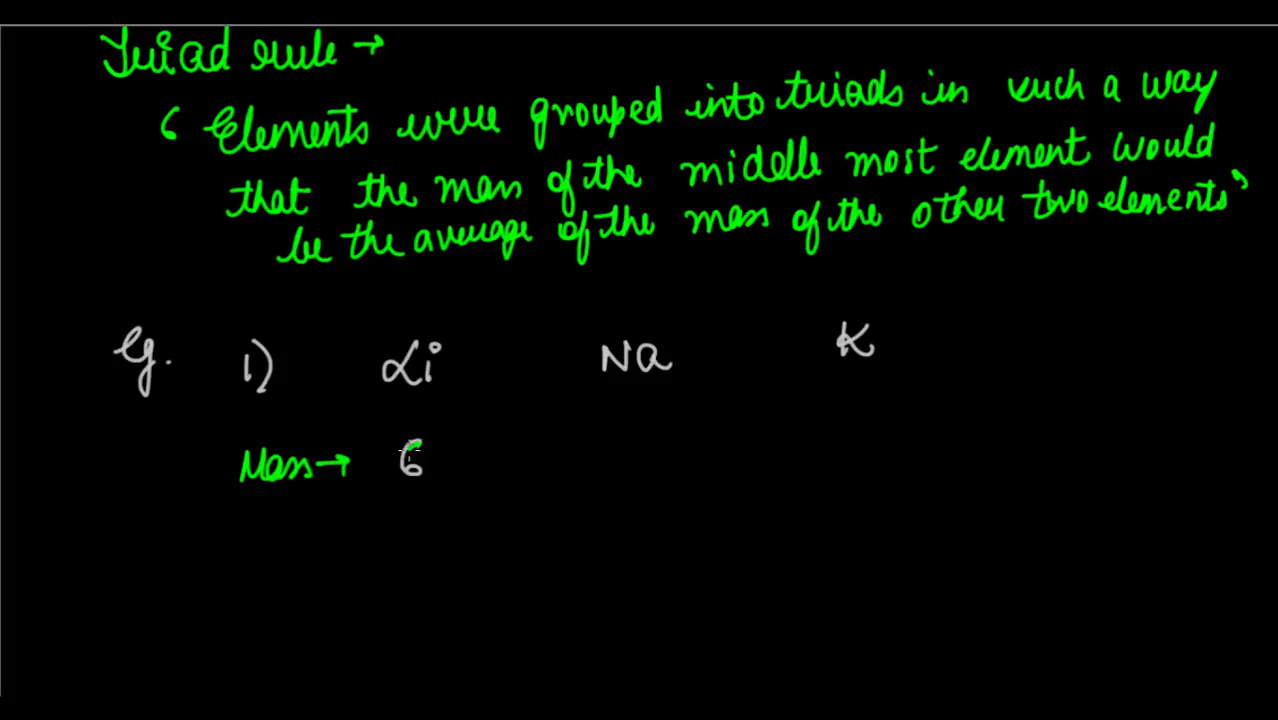 Triad rule →
“ Elements were grouped into triads in such a way
that the mass of the middle most element would
be the average of the mass of the other two elements”
Eg. 1) Li Na K
Mass → 6